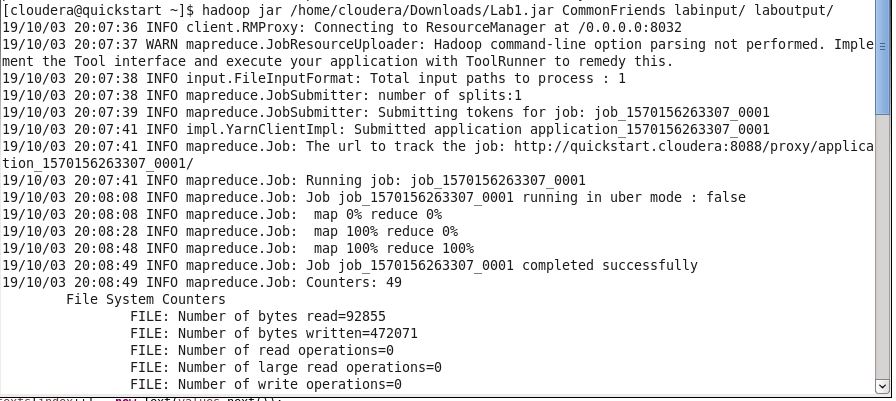 [cloudera@quickstart ~]$ hadoop jar /home/cloudera/Downloads/Lab1.jar CommonFriends labinput/ laboutput/
19/10/03 20:07:36 INFO client.RMProxy: Connecting to ResourceManager at /0.0.0.0:8032
19/10/03 20:07:37 WARN mapreduce.JobResourceUploader: Hadoop command-line option parsing not performed. Imple
ment the Tool interface and execute your application with ToolRunner to remedy this.
19/10/03 20:07:38 INFO input.FileInputFormat: Total input paths to process : 1
19/10/03 20:07:38 INFO mapreduce.JobSubmitter: number of splits:1
19/10/03 20:07:39 INFO mapreduce.JobSubmitter: Submitting tokens for job: job_1570156263307_0001
19/10/03 20:07:41 INFO impl.YarnClientImpl: Submitted application application_1570156263307_0001
19/10/03 20:07:41 INFO mapreduce.Job: The url to track the job: http://quickstart.cloudera:8088/proxy/applica
tion_1570156263307_0001/
19/10/03 20:07:41 INFO mapreduce.Job: Running job: job_1570156263307_0001
19/10/03 20:08:08 INFO mapreduce.Job: Job job_1570156263307_0001 running in uber mode : false
19/10/03 20:08:08 INFO mapreduce.Job:  map 0% reduce 0%
19/10/03 20:08:28 INFO mapreduce.Job:  map 100% reduce 0%
19/10/03 20:08:48 INFO mapreduce.Job:  map 100% reduce 100%
19/10/03 20:08:49 INFO mapreduce.Job: Job job_1570156263307_0001 completed successfully
19/10/03 20:08:49 INFO mapreduce.Job: Counters: 49
File System Counters
FILE: Number of bytes read=92855
FILE: Number of bytes written=472071
FILE: Number of read operations=0
FILE: Number of large read operations=0
FILE: Number of write operations=0